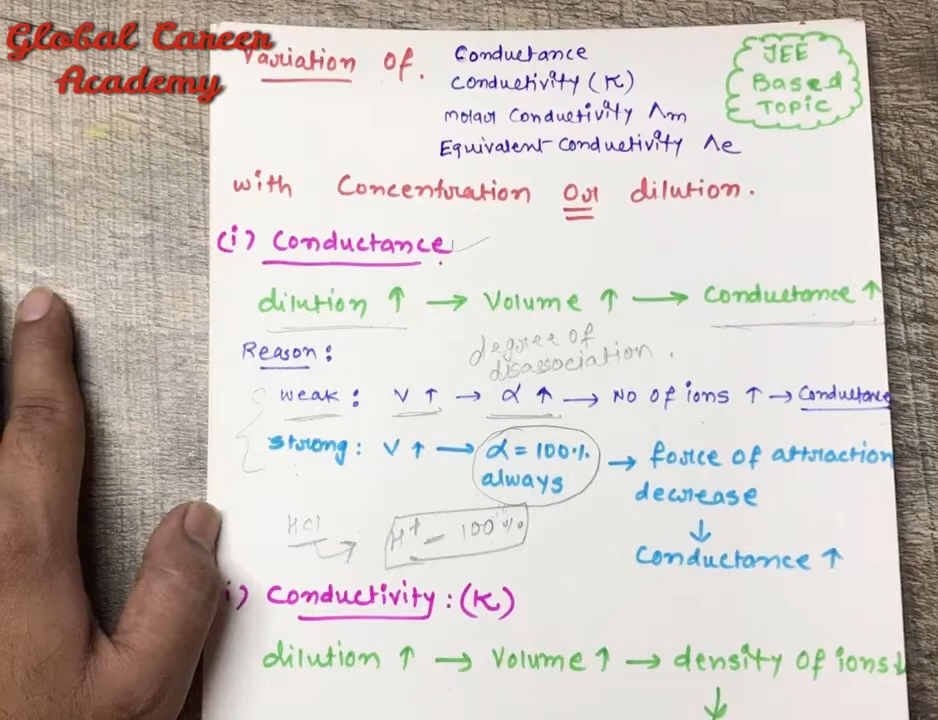 Global Career
Academy
Variation Of. Conductance
Conductivity (K)
molar Conductivity Λm
Equivalent Conductivity Λe
JEE
Based
TOPIC
with Concentration Or dilution.
(i) Conductance
dilution ↑ → Volume ↑ → Conductance ↑
Reason:
degree of
disassociation.
weak: V ↑ → α ↑ → No of ions ↑ → Conductance
strong: V ↑ → α = 100% → force of attraction
always decrease
↓
HCl → H+ — 100%
Conductance ↑
i) Conductivity: (K)
dilution ↑ → Volume ↑ → density of ions ↓
↓